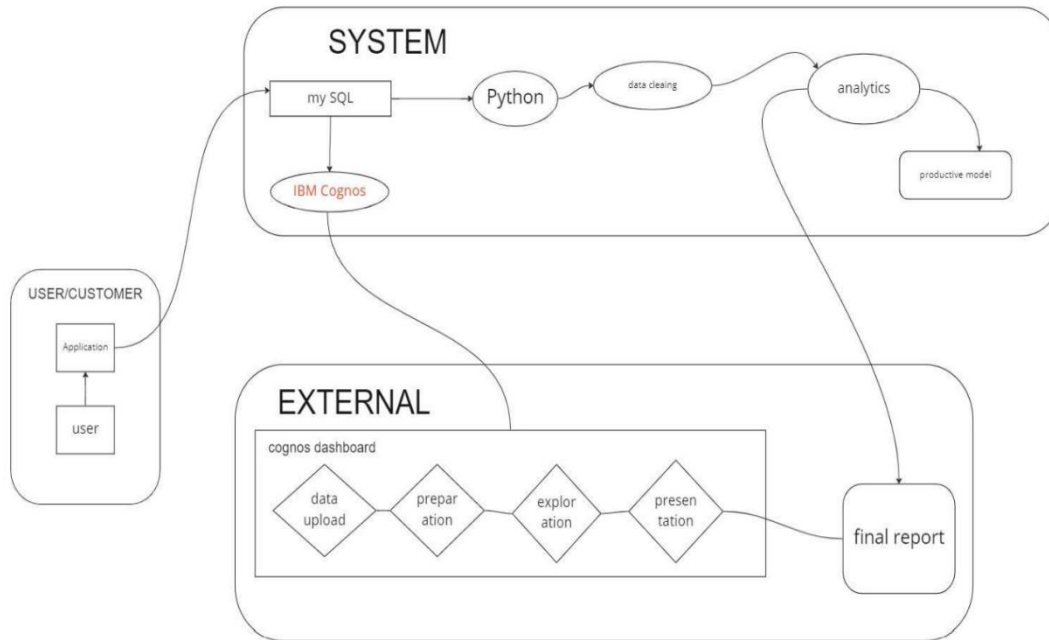 SYSTEM
my SQL
Python
data cleaing
analytics
IBM Cognos
productive model
USER/CUSTOMER
Application
user
EXTERNAL
cognos dashboard
data
upload
prepar
ation
explor
ation
presen
tation
final report